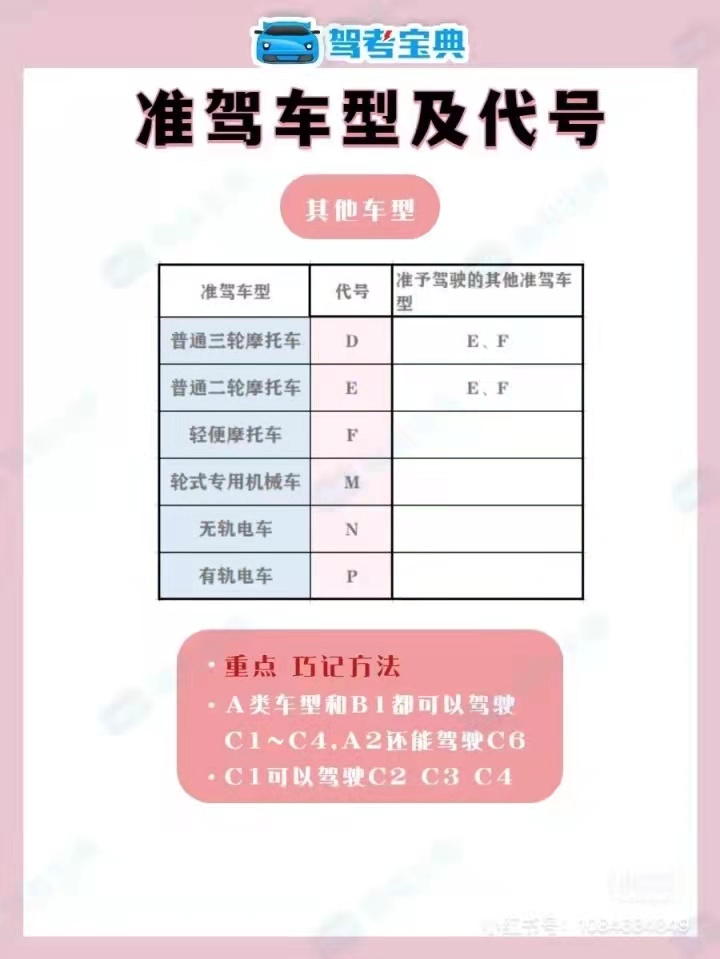 驾考宝典
准驾车型及代号
其他车型
准驾车型 代号 准予驾驶的其他准驾车
型
普通三轮摩托车 D E、F
普通二轮摩托车 E E、F
轻便摩托车 F
轮式专用机械车 M
无轨电车 N
有轨电车 P
·重点 巧记方法
·A类车型和B1都可以驾驶
C1~C4,A2还能驾驶C6
·C1可以驾驶C2 C3 C4
小红书号: